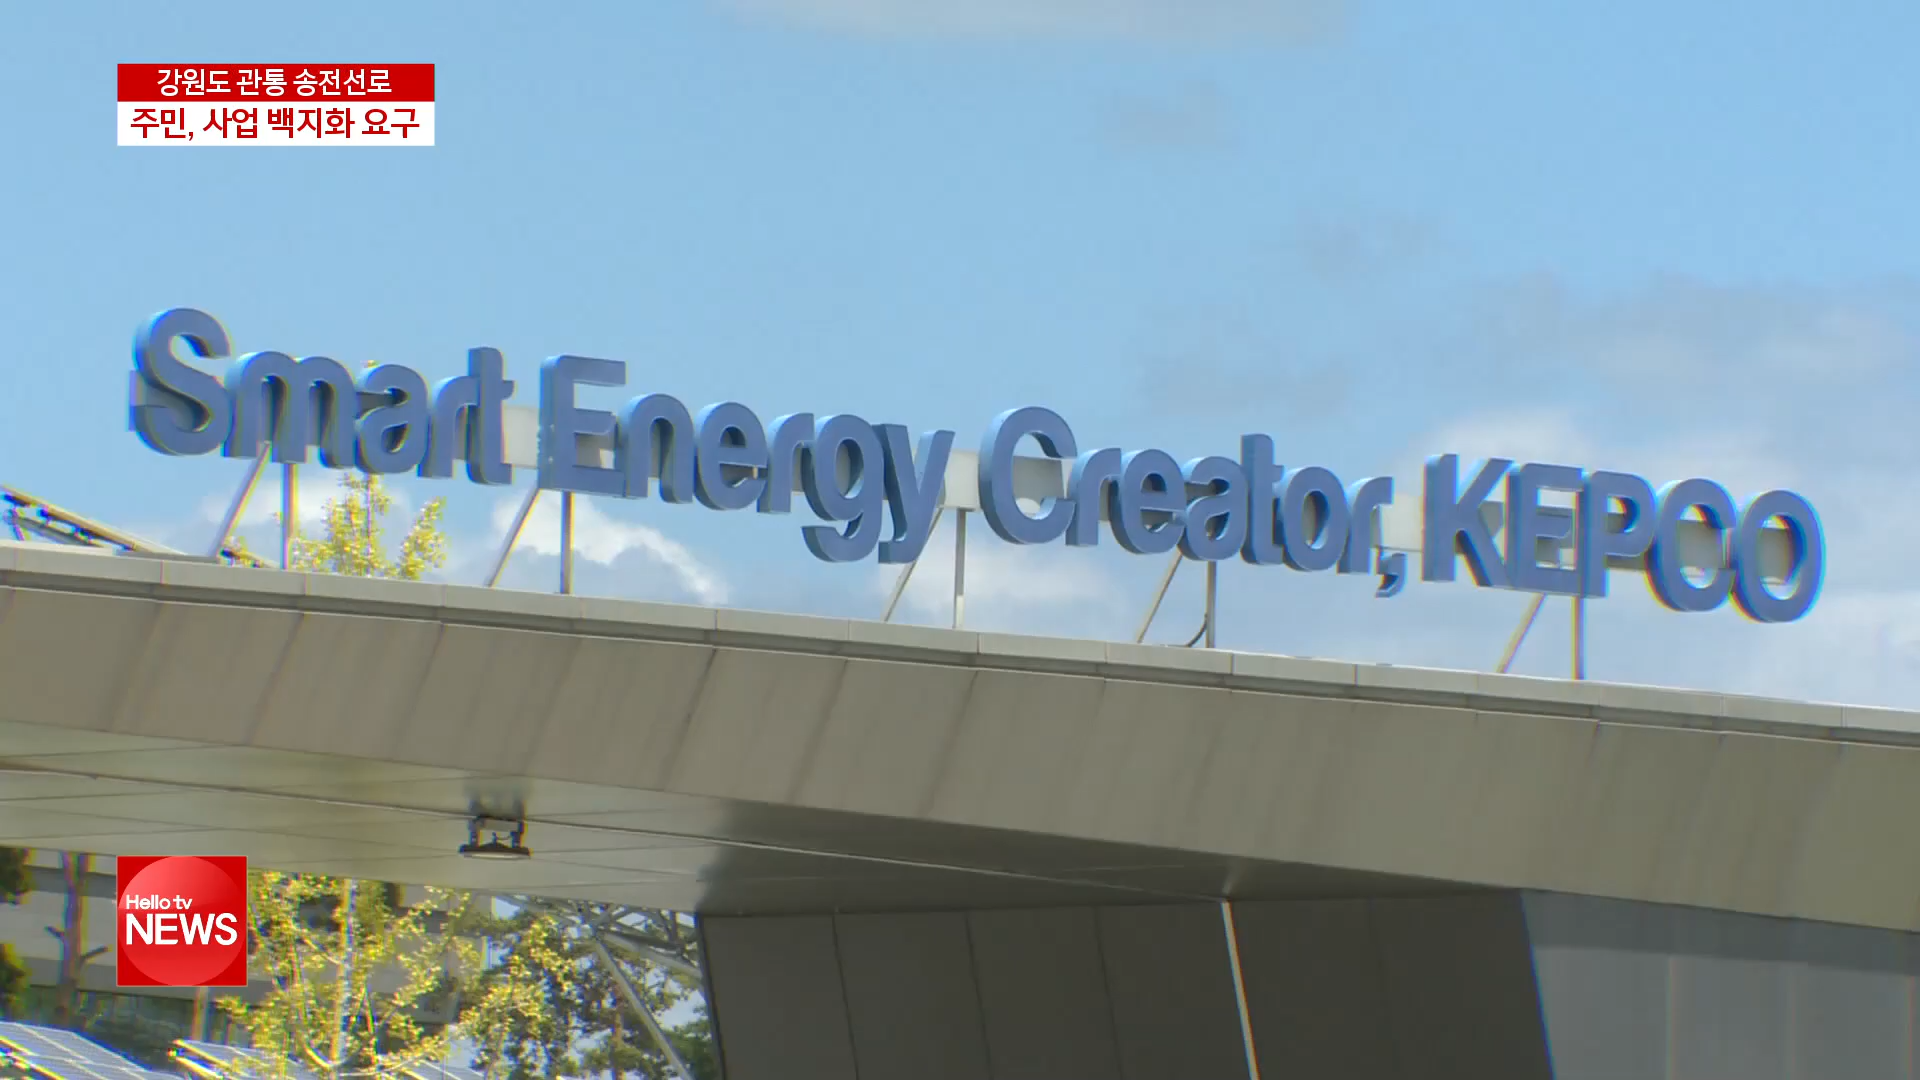 강원도 관통 송전선로
주민, 사업 백지화 요구
Smart Energy Creator, KEPCO
Hello tv
NEWS